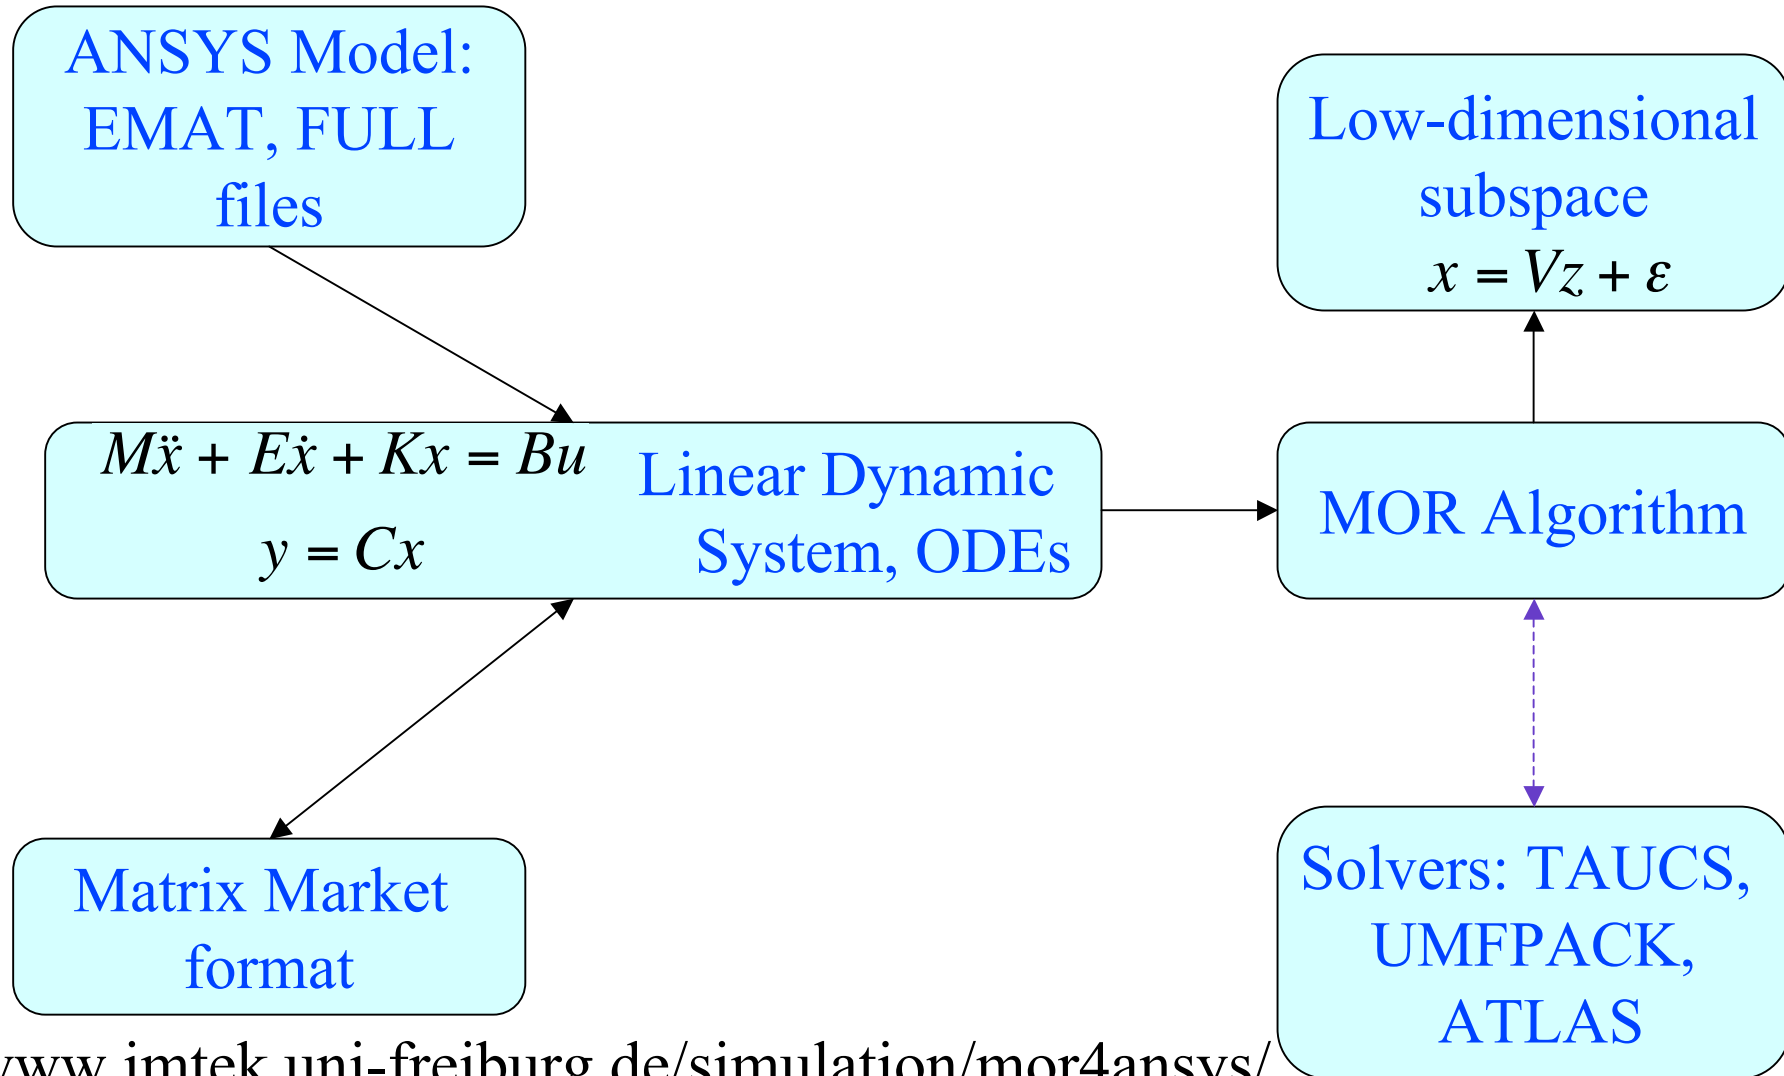 ANSYS Model:
EMAT, FULL
files
Low-dimensional
subspace
x = Vz + ε
Mẍ + Eẋ + Kx = Bu
y = Cx
Linear Dynamic
System, ODEs
MOR Algorithm
Matrix Market
format
Solvers: TAUCS,
UMFPACK,
ATLAS
www.imtek.uni-freiburg.de/simulation/mor4ansys/